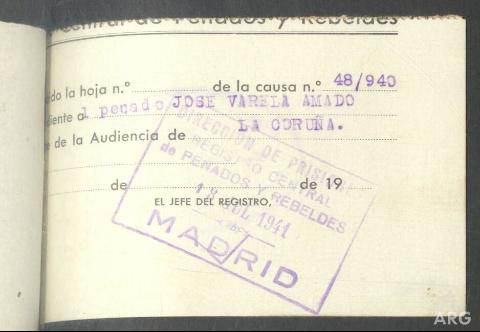 Central de Penados y Rebeldes
do la hoja n.º de la causa n.º 48/940
diente al penado JOSE VARELA AMADO
e de la Audiencia de LA CORUÑA.
de de 19
EL JEFE DEL REGISTRO,
DIRECCION DE PRISIONES
REGISTRO CENTRAL
de PENADOS Y REBELDES
JUL 1941
MADRID
ARG